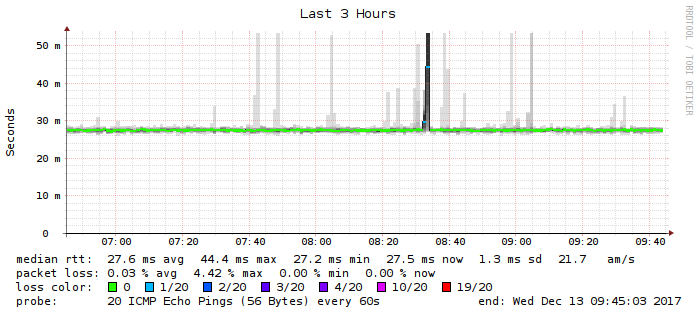 Last 3 Hours
RRDTOOL / TOBI OETIKER
Seconds
50 m
40 m
30 m
20 m
10 m
0
07:00 07:20 07:40 08:00 08:20 08:40 09:00 09:20 09:40
median rtt: 27.6 ms avg 44.4 ms max 27.2 ms min 27.5 ms now 1.3 ms sd 21.7 am/s
packet loss: 0.03 % avg 4.42 % max 0.00 % min 0.00 % now
loss color: 0 1/20 2/20 3/20 4/20 10/20 19/20
probe: 20 ICMP Echo Pings (56 Bytes) every 60s end: Wed Dec 13 09:45:03 2017